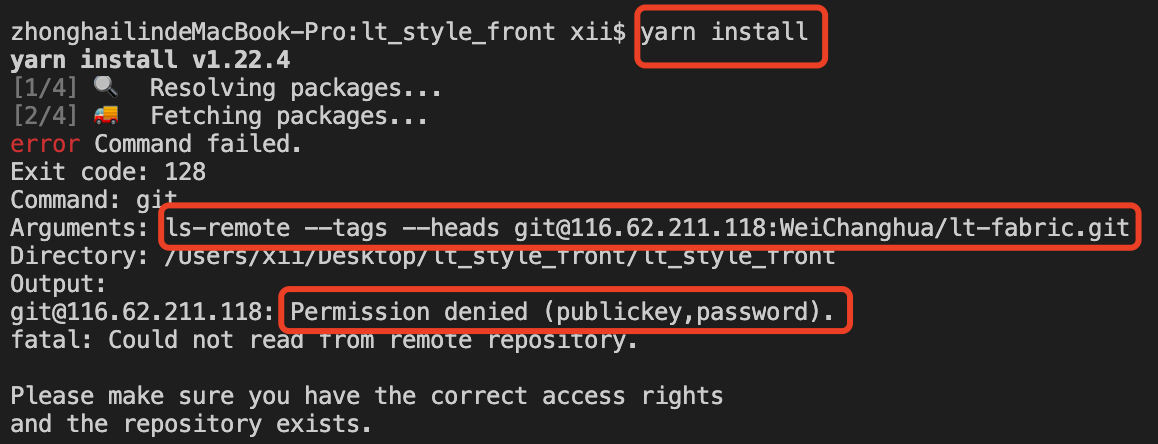 zhonghailindeMacBook-Pro:lt_style_front xii$ yarn install
yarn install v1.22.4
[1/4] 🔍 Resolving packages...
[2/4] 🚚 Fetching packages...
error Command failed.
Exit code: 128
Command: git
Arguments: ls-remote --tags --heads git@116.62.211.118:WeiChanghua/lt-fabric.git
Directory: /Users/xii/Desktop/lt_style_front/lt_style_front
Output:
git@116.62.211.118: Permission denied (publickey,password).
fatal: Could not read from remote repository.
Please make sure you have the correct access rights
and the repository exists.